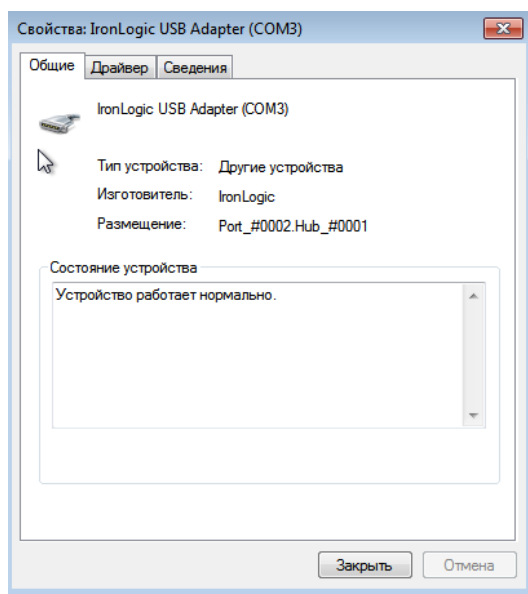 Свойства: IronLogic USB Adapter (COM3)
Общие Драйвер Сведения
IronLogic USB Adapter (COM3)
Тип устройства: Другие устройства
Изготовитель: IronLogic
Размещение: Port_#0002.Hub_#0001
Состояние устройства
Устройство работает нормально.
Закрыть Отмена